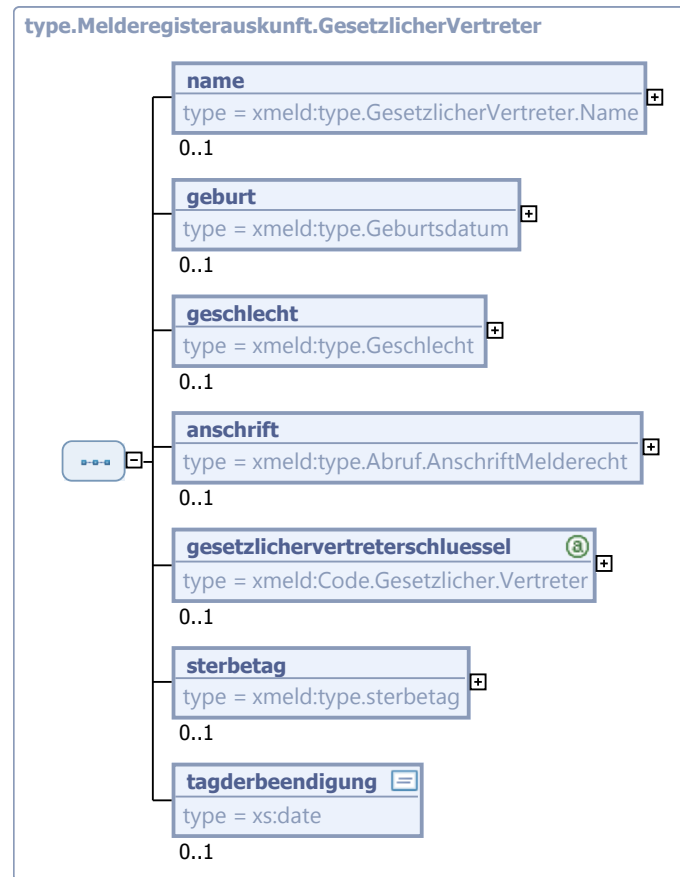 type.Melderegisterauskunft.GesetzlicherVertreter
name
type = xmeld:type.GesetzlicherVertreter.Name
0..1
geburt
type = xmeld:type.Geburtsdatum
0..1
geschlecht
type = xmeld:type.Geschlecht
0..1
anschrift
type = xmeld:type.Abruf.AnschriftMelderecht
0..1
gesetzlichervertreterschluessel a
type = xmeld:Code.Gesetzlicher.Vertreter
0..1
sterbetag
type = xmeld:type.sterbetag
0..1
tagderbeendigung
type = xs:date
0..1